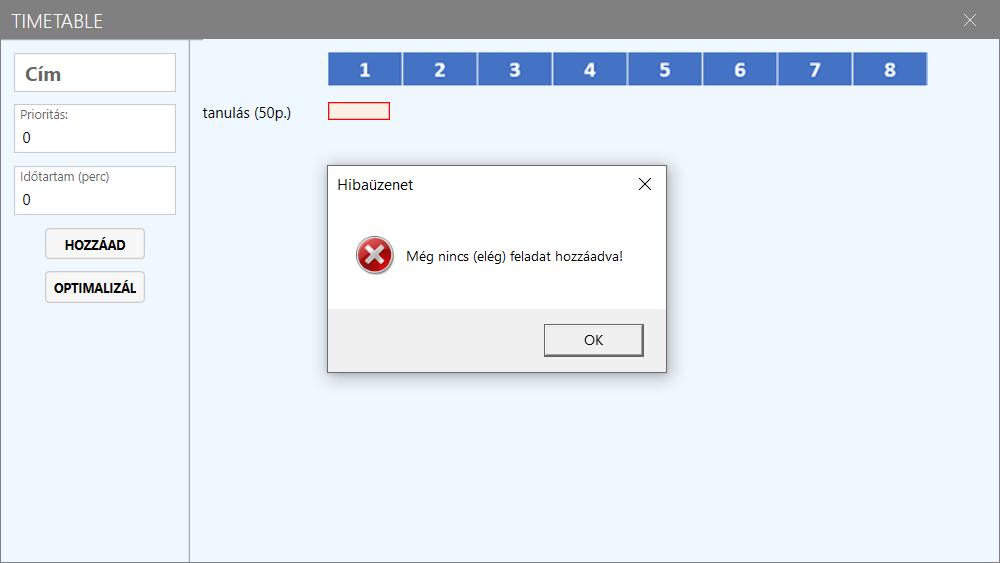 TIMETABLE
Cím
Prioritás:
0
Időtartam (perc)
0
HOZZÁAD
OPTIMALIZÁL
1 2 3 4 5 6 7 8
tanulás (50p.)
Hibaüzenet
Még nincs (elég) feladat hozzáadva!
OK